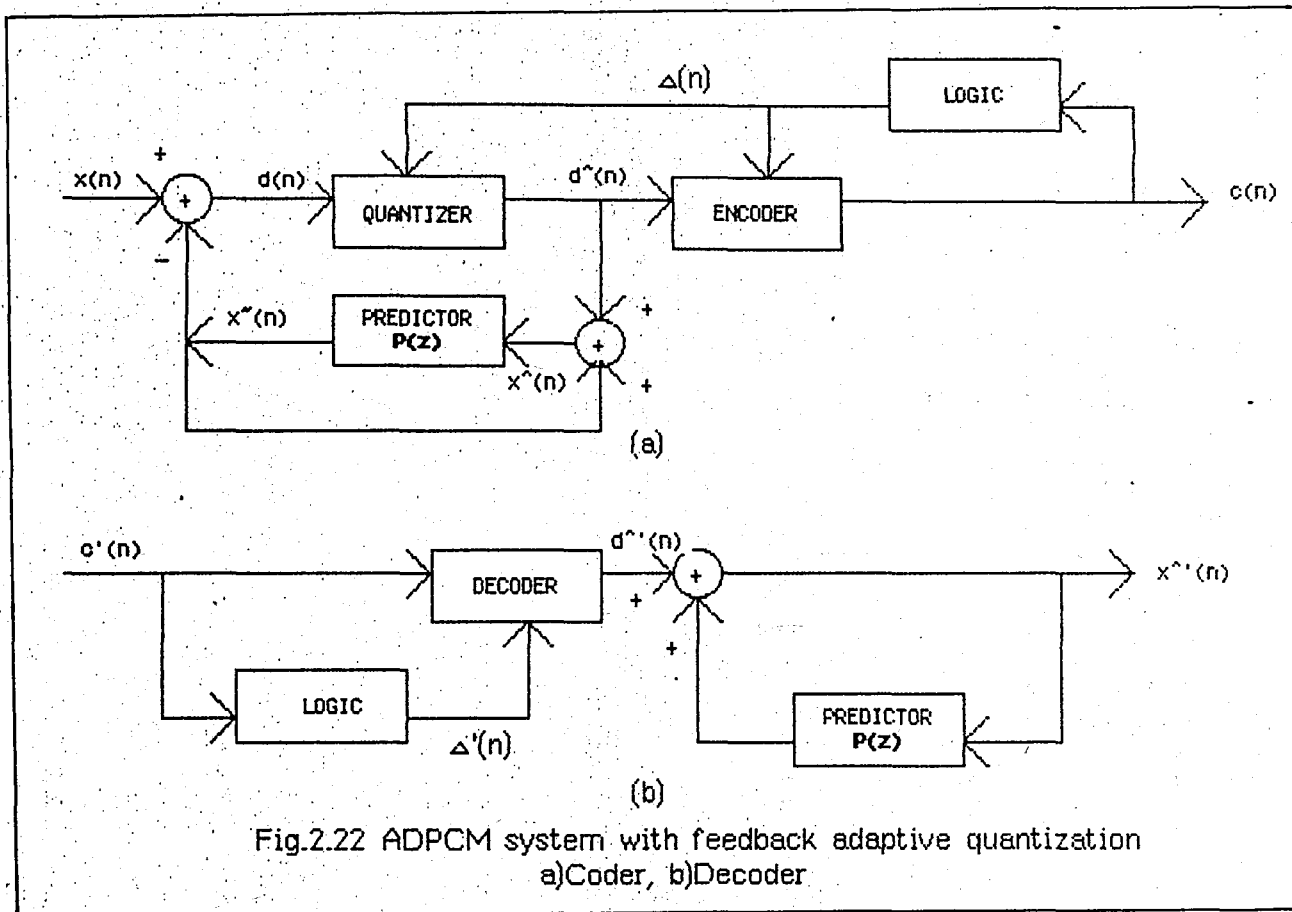 Δ(n)
LOGIC
+
x(n)
+
d(n)
QUANTIZER
d^(n)
ENCODER
c(n)
−
x~(n)
PREDICTOR
P(z)
x^(n)
+
+
+
(a)
c'(n)
DECODER
d^'(n)
+
+
x^'(n)
+
LOGIC
Δ'(n)
PREDICTOR
P(z)
(b)
Fig.2.22 ADPCM system with feedback adaptive quantization
a)Coder, b)Decoder